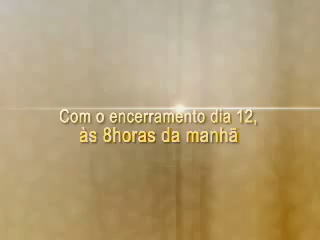 Com o encerramento dia 12,
às 8horas da manhã